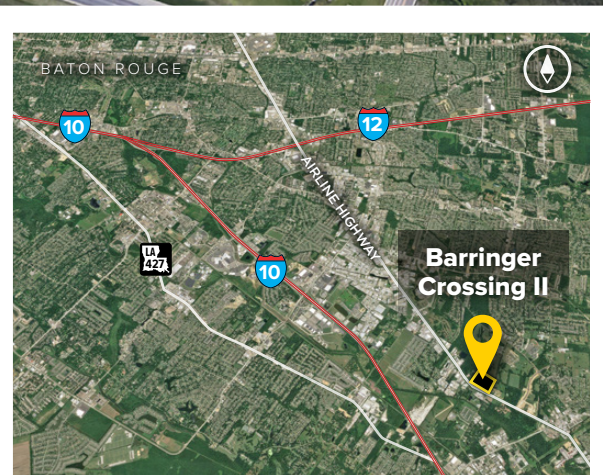 BATON ROUGE
10
12
AIRLINE HIGHWAY
LA
427
10
Barringer
Crossing II